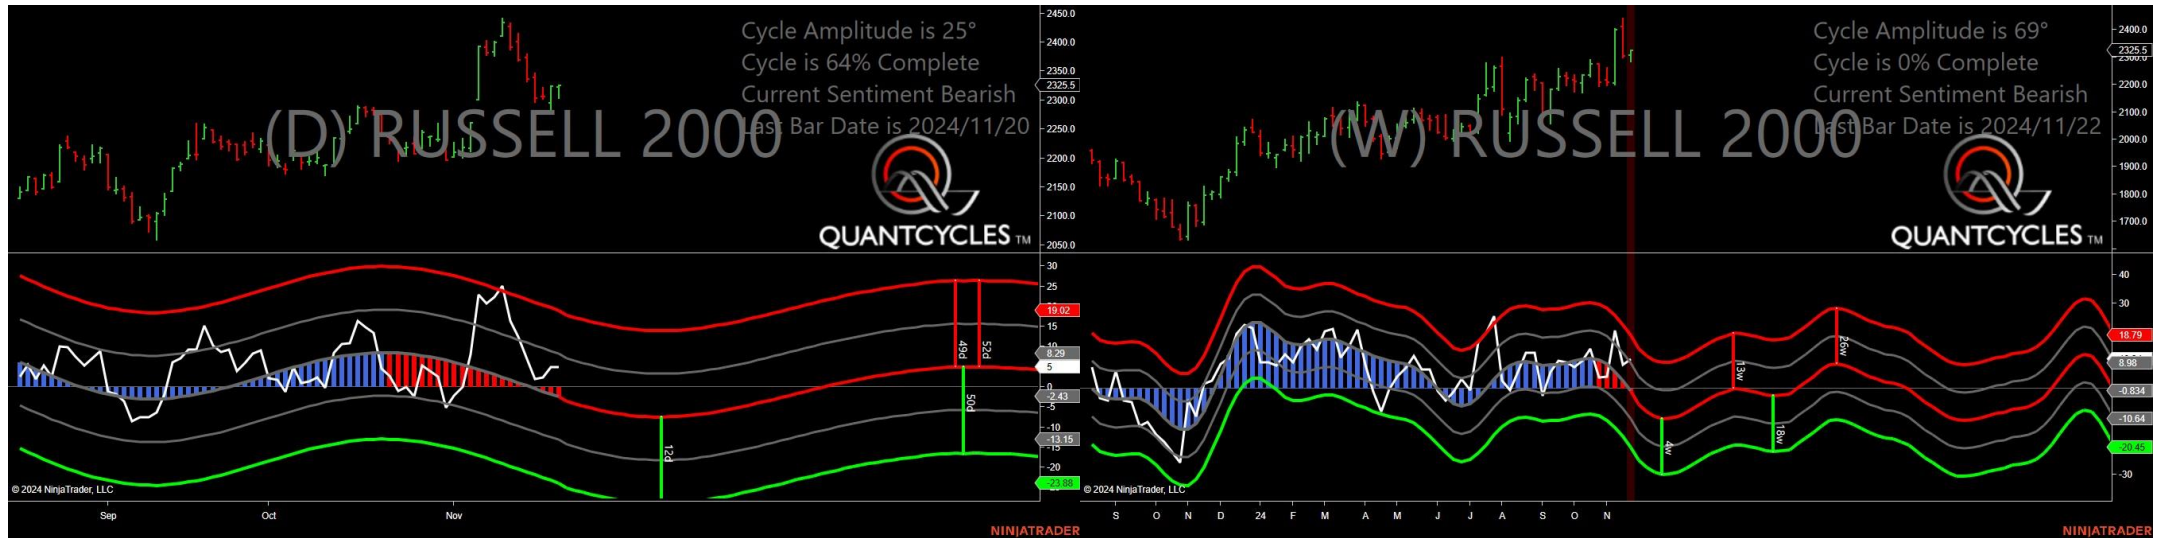 Cycle Amplitude is 25°
Cycle is 64% Complete
Current Sentiment Bearish
Last Bar Date is 2024/11/20
(D) RUSSELL 2000
QUANTCYCLES TM
2450.0
2400.0
2350.0
2325.5
2300.0
2250.0
2200.0
2150.0
2100.0
2050.0
30
25
19.02
15
10
8.29
5
0
-2.43
-5
-10
-13.15
-15
-20
-23.88
12d
49d
50d
52d
© 2024 NinjaTrader, LLC
Sep Oct Nov
NINJATRADER
Cycle Amplitude is 69°
Cycle is 0% Complete
Current Sentiment Bearish
Last Bar Date is 2024/11/22
(W) RUSSELL 2000
QUANTCYCLES TM
2400.0
2325.5
2300.0
2200.0
2100.0
2000.0
1900.0
1800.0
1700.0
40
30
18.79
8.98
-0.834
-10.64
-20.45
-30
4w
13w
18w
26w
© 2024 NinjaTrader, LLC
S O N D 24 F M A M J J A S O N
NINJATRADER